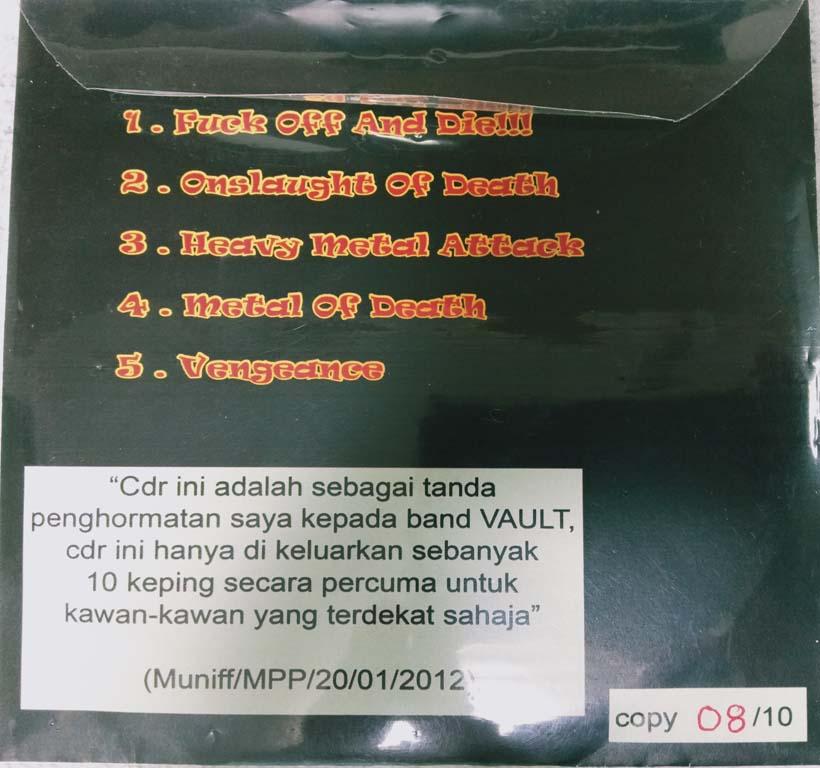 1. Fuck Off And Die!!!
2. Onslaught Of Death
3. Heavy Metal Attack
4. Metal Of Death
5. Vengeance
“Cdr ini adalah sebagai tanda
penghormatan saya kepada band VAULT,
cdr ini hanya di keluarkan sebanyak
10 keping secara percuma untuk
kawan-kawan yang terdekat sahaja”
(Muniff/MPP/20/01/2012)
copy 08/10